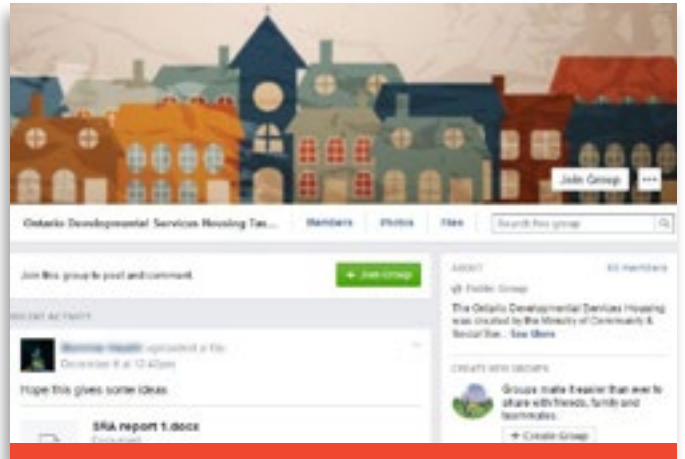 Join Group
Ontario Developmental Services Housing Tas...
Members
Photos
Files
Search this group
Join this group to post and comment.
+ Join Group
RECENT ACTIVITY
uploaded a file.
December 8 at 12:42pm
Hope this gives some ideas.
SRA report 1.docx
Document
ABOUT
members
Public Group
The Ontario Developmental Services Housing
was created by the Ministry of Community &
Social Ser... See More
CREATE NEW GROUPS
Groups make it easier than ever to
share with friends, family and
teammates.
+ Create Group